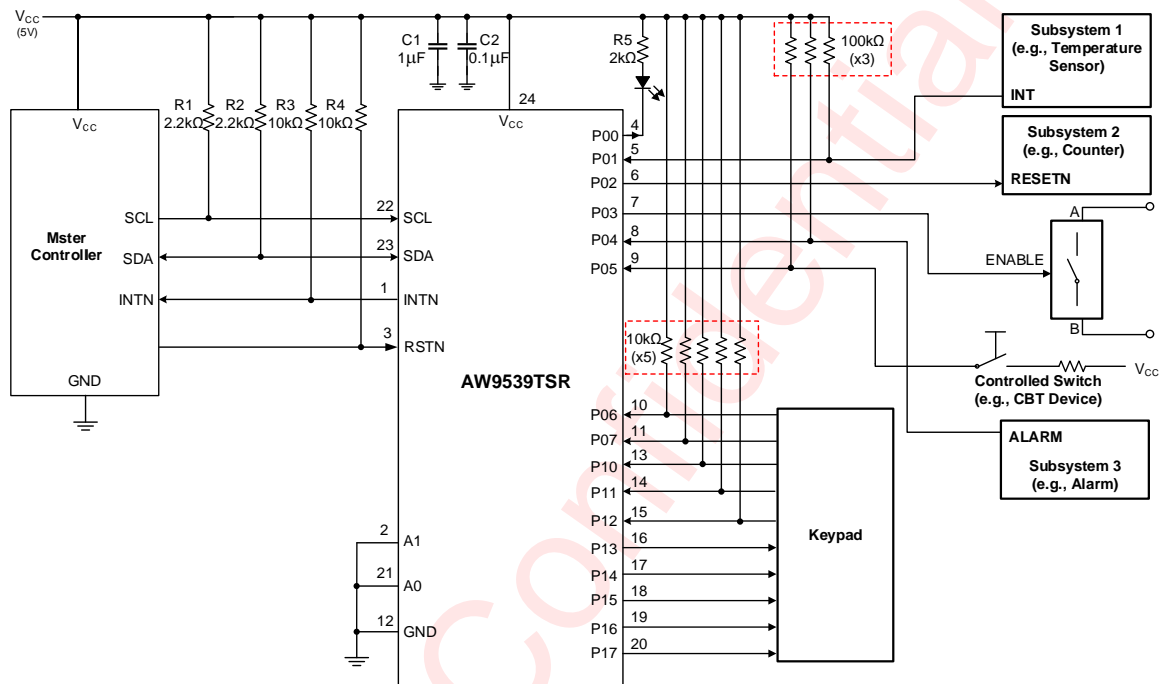 VCC
(5V)
C1
1μF
C2
0.1μF
R5
2kΩ
100kΩ
(x3)
Subsystem 1
(e.g., Temperature
Sensor)
INT
R1
2.2kΩ
R2
2.2kΩ
R3
10kΩ
R4
10kΩ
24
VCC
VCC
P00
4
P01
5
P02
6
P03
7
P04
8
P05
9
Subsystem 2
(e.g., Counter)
RESETN
Mster
Controller
SCL
SDA
INTN
GND
22
SCL
23
SDA
1
INTN
3
RSTN
A
ENABLE
B
10kΩ
(x5)
AW9539TSR
Controlled Switch
(e.g., CBT Device)
VCC
ALARM
Subsystem 3
(e.g., Alarm)
P06
10
P07
11
P10
13
P11
14
P12
15
P13
16
P14
17
P15
18
P16
19
P17
20
Keypad
2
A1
21
A0
12
GND
Confidential